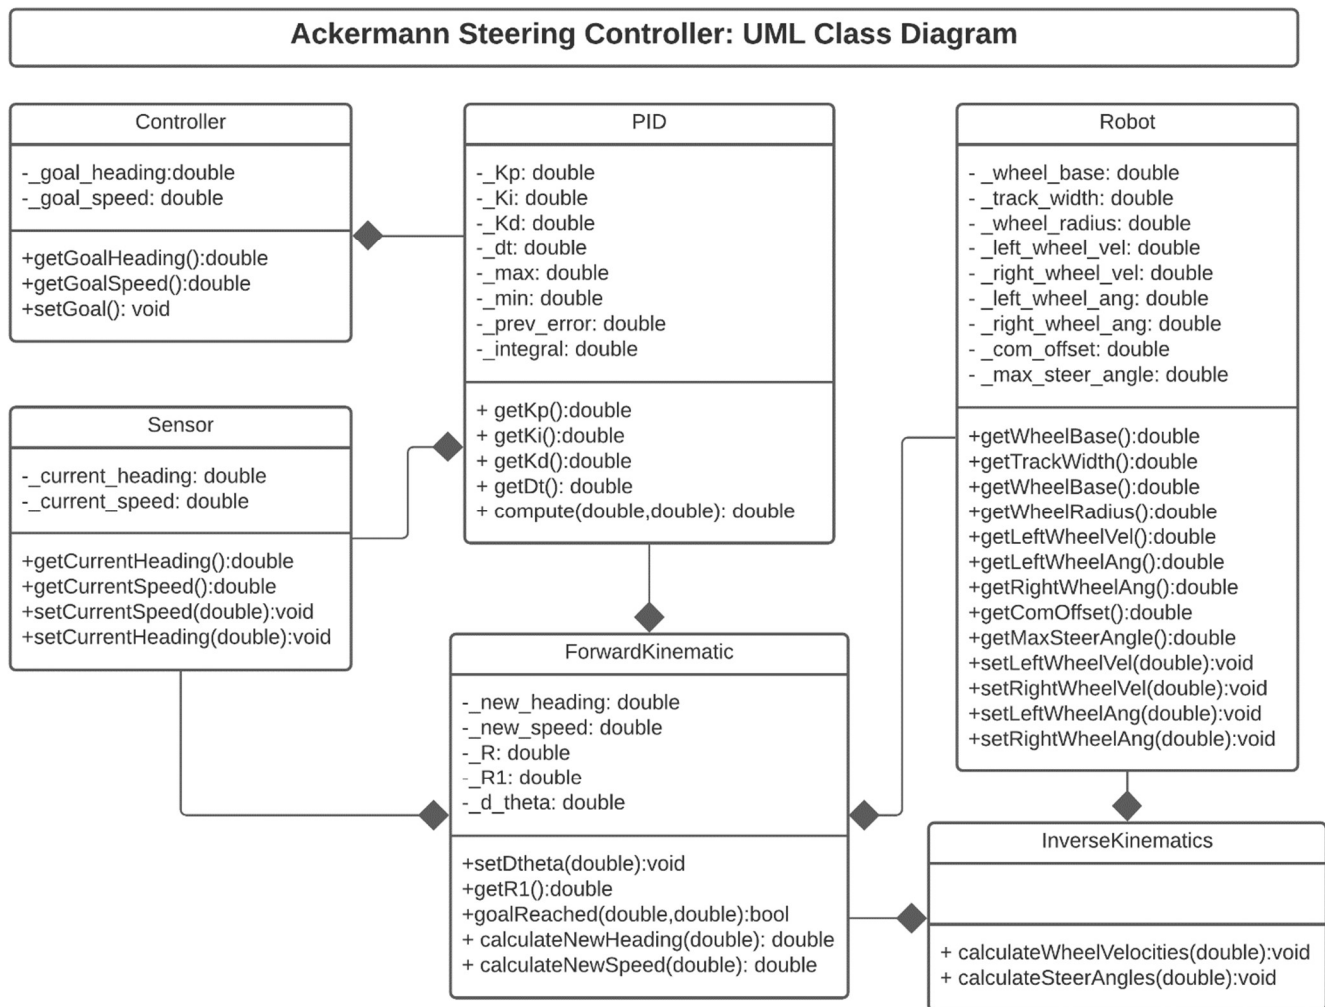 Ackermann Steering Controller: UML Class Diagram
Controller
-_goal_heading:double
-_goal_speed: double
+getGoalHeading():double
+getGoalSpeed():double
+setGoal(): void
PID
-_Kp: double
-_Ki: double
-_Kd: double
-_dt: double
-_max: double
-_min: double
-_prev_error: double
-_integral: double
+ getKp():double
+ getKi():double
+ getKd():double
+ getDt(): double
+ compute(double,double): double
Robot
- _wheel_base: double
- _track_width: double
- _wheel_radius: double
- _left_wheel_vel: double
- _right_wheel_vel: double
- _left_wheel_ang: double
- _right_wheel_ang: double
- _com_offset: double
- _max_steer_angle: double
+getWheelBase():double
+getTrackWidth():double
+getWheelBase():double
+getWheelRadius():double
+getLeftWheelVel():double
+getLeftWheelAng():double
+getRightWheelAng():double
+getComOffset():double
+getMaxSteerAngle():double
+setLeftWheelVel(double):void
+setRightWheelVel(double):void
+setLeftWheelAng(double):void
+setRightWheelAng(double):void
Sensor
-_current_heading: double
-_current_speed: double
+getCurrentHeading():double
+getCurrentSpeed():double
+setCurrentSpeed(double):void
+setCurrentHeading(double):void
ForwardKinematic
-_new_heading: double
-_new_speed: double
-_R: double
-_R1: double
-_d_theta: double
+setDtheta(double):void
+getR1():double
+goalReached(double,double):bool
+ calculateNewHeading(double): double
+ calculateNewSpeed(double): double
InverseKinematics
+ calculateWheelVelocities(double):void
+ calculateSteerAngles(double):void